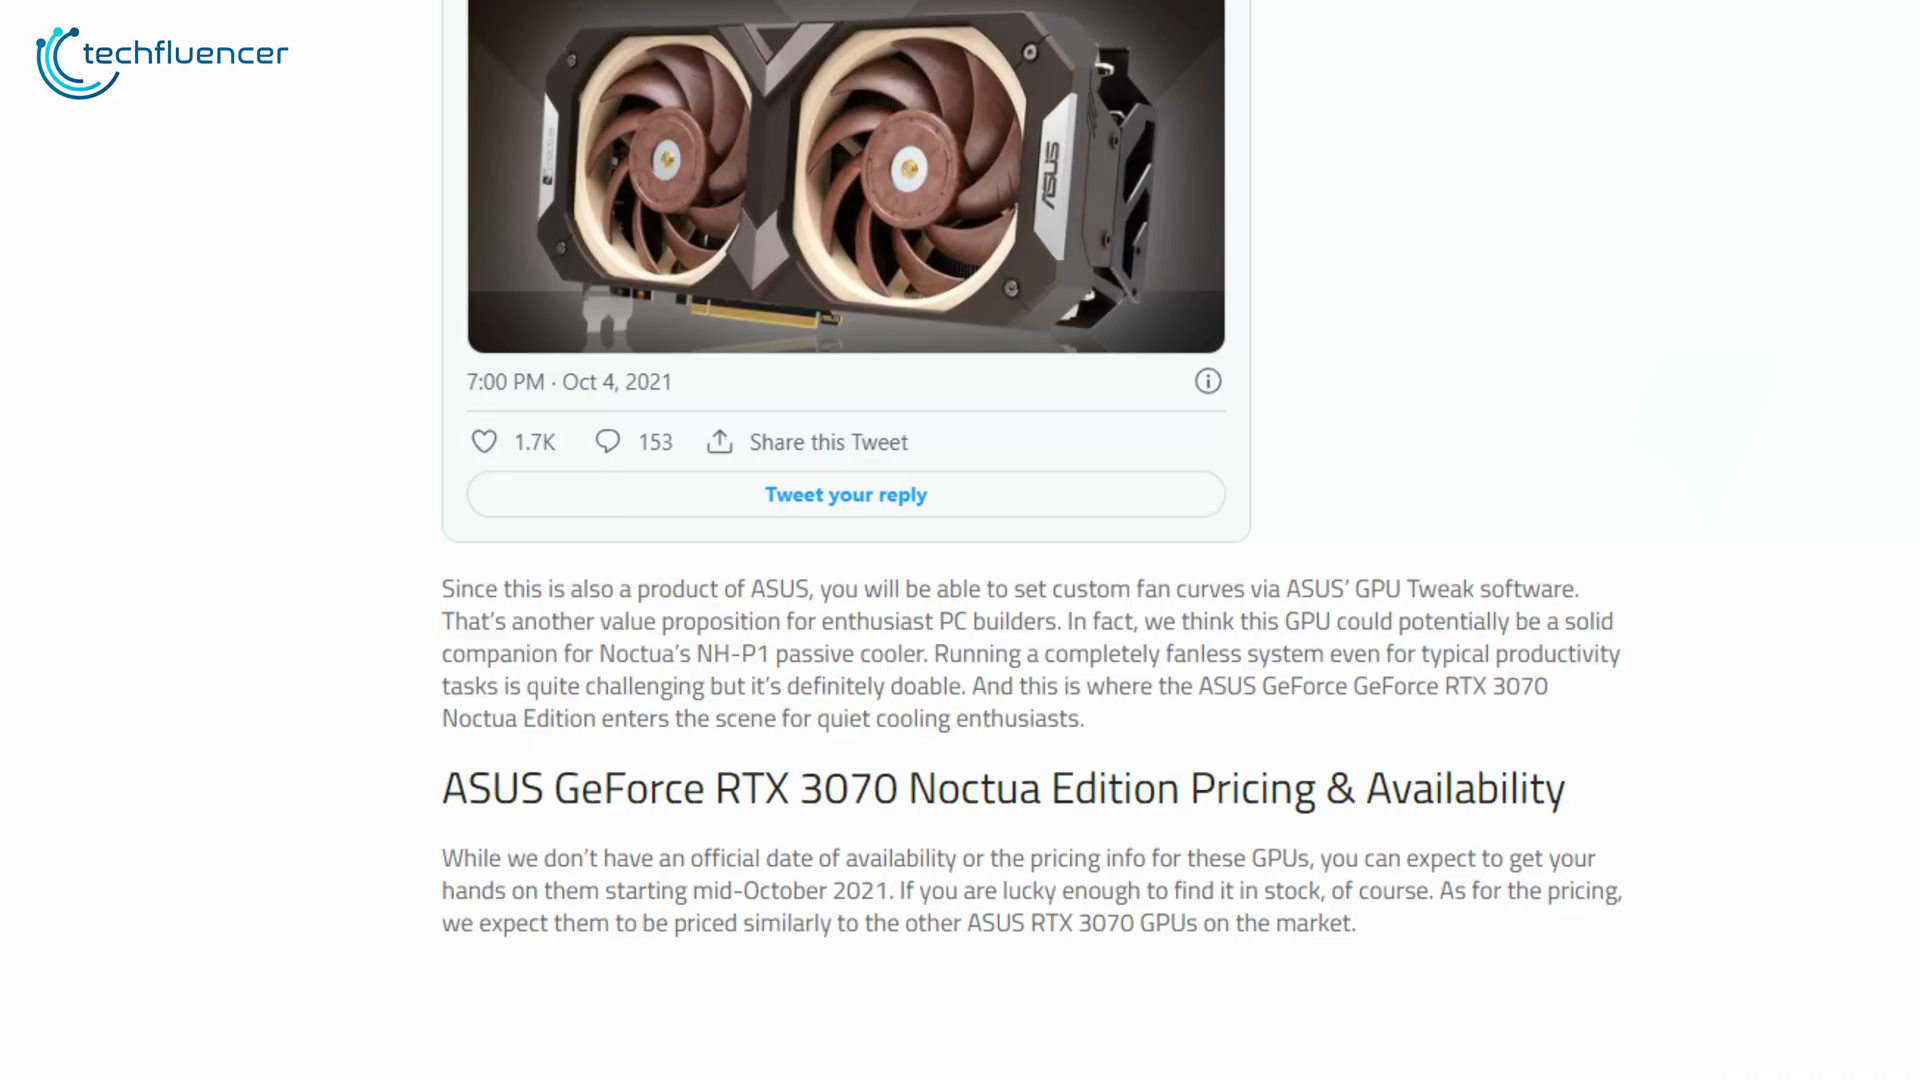 techfluencer
ASUS
7:00 PM · Oct 4, 2021
1.7K 153 Share this Tweet
Tweet your reply
Since this is also a product of ASUS, you will be able to set custom fan curves via ASUS’ GPU Tweak software.
That’s another value proposition for enthusiast PC builders. In fact, we think this GPU could potentially be a solid
companion for Noctua’s NH-P1 passive cooler. Running a completely fanless system even for typical productivity
tasks is quite challenging but it’s definitely doable. And this is where the ASUS GeForce GeForce RTX 3070
Noctua Edition enters the scene for quiet cooling enthusiasts.
ASUS GeForce RTX 3070 Noctua Edition Pricing & Availability
While we don’t have an official date of availability or the pricing info for these GPUs, you can expect to get your
hands on them starting mid-October 2021. If you are lucky enough to find it in stock, of course. As for the pricing,
we expect them to be priced similarly to the other ASUS RTX 3070 GPUs on the market.